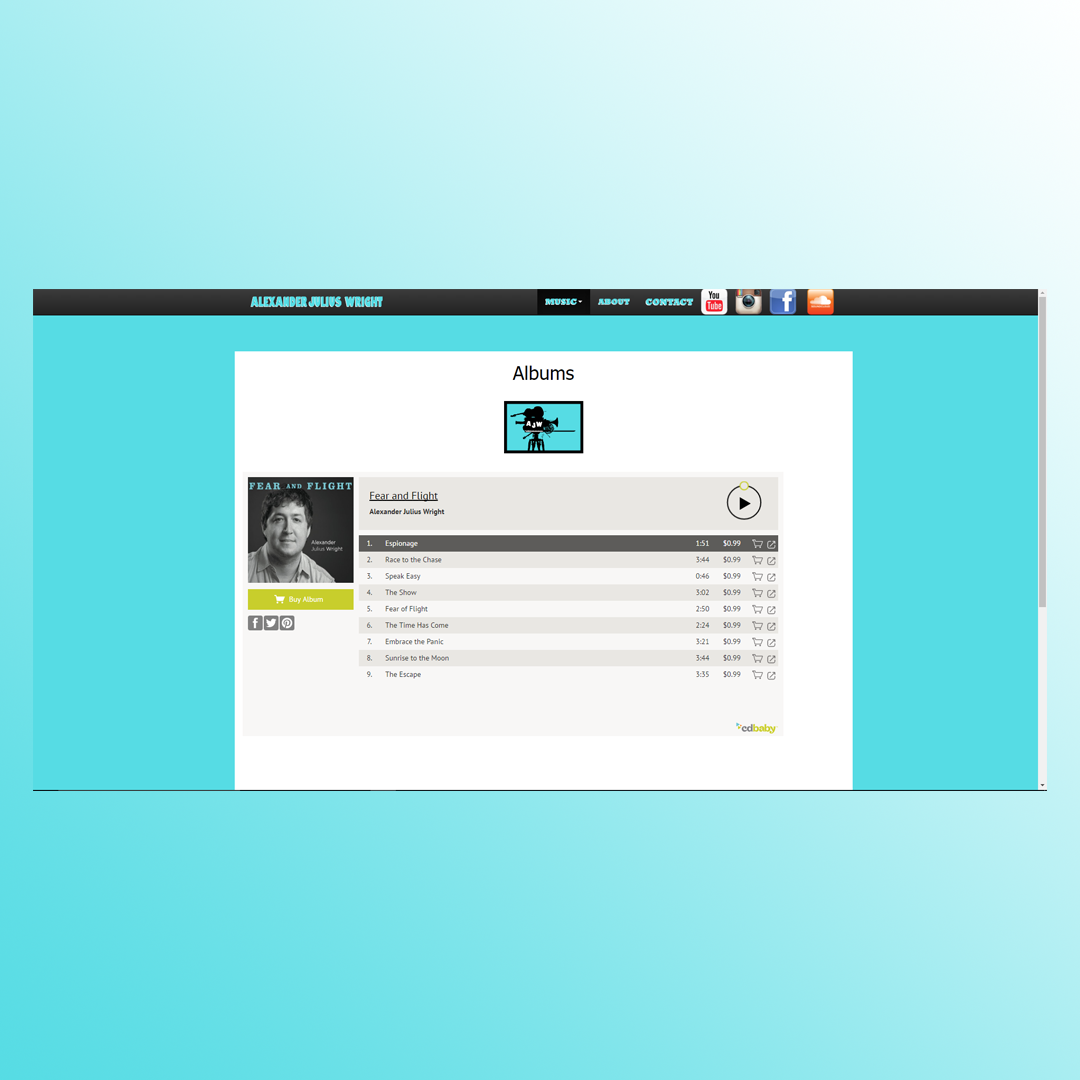 ALEXANDER JULIUS WRIGHT MUSIC ABOUT CONTACT You Tube
Albums
AJW
FEAR AND FLIGHT
Alexander
Julius Wright
Fear and Flight
Alexander Julius Wright
1. Espionage 1:51 $0.99
2. Race to the Chase 3:44 $0.99
3. Speak Easy 0:46 $0.99
4. The Show 3:02 $0.99
5. Fear of Flight 2:50 $0.99
6. The Time Has Come 2:24 $0.99
7. Embrace the Panic 3:21 $0.99
8. Sunrise to the Moon 3:44 $0.99
9. The Escape 3:35 $0.99
Buy Album
cdbaby